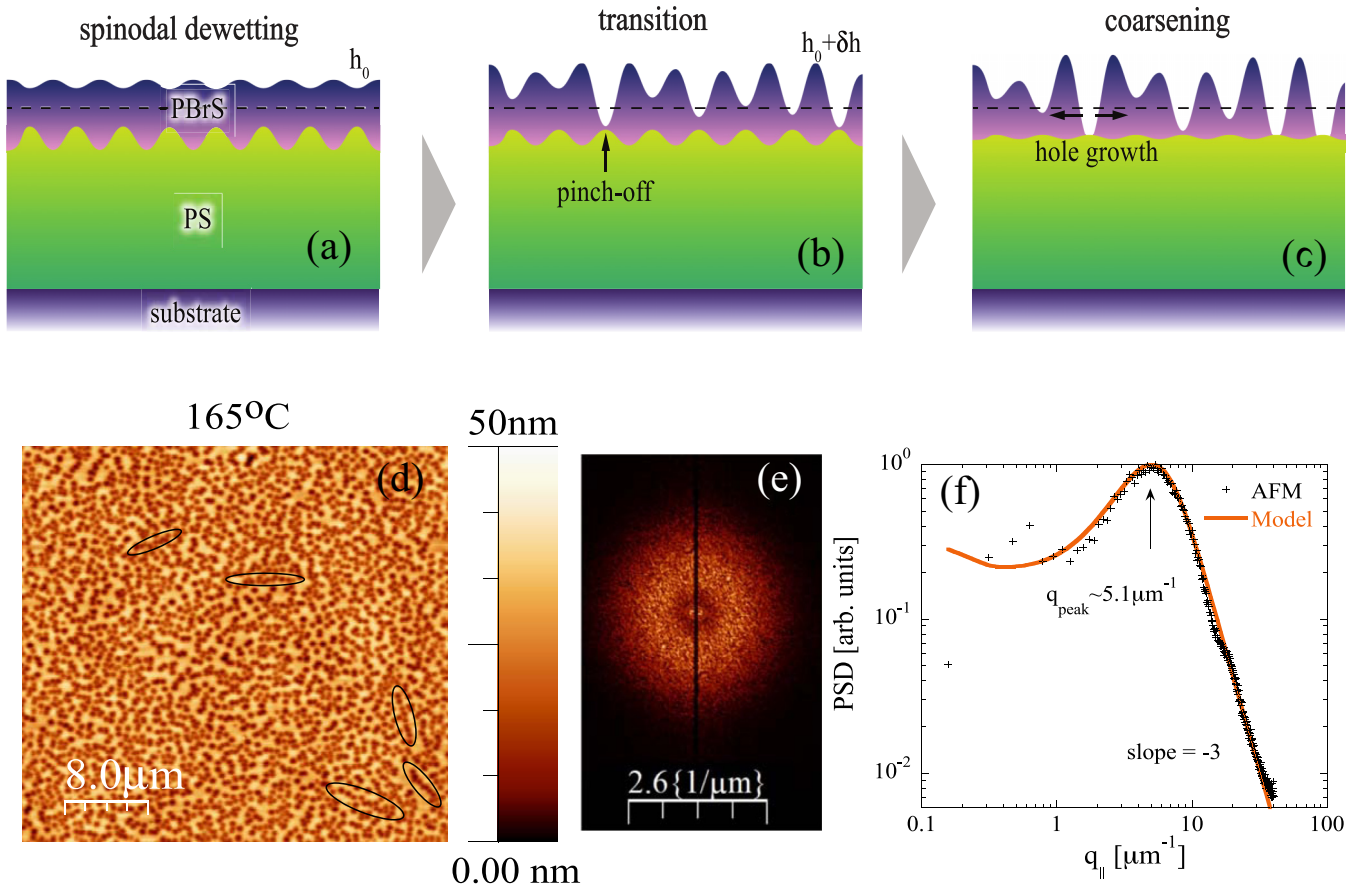 spinodal dewetting
h₀
PBrS
PS
(a)
substrate
transition
h₀+δh
pinch-off
(b)
coarsening
hole growth
(c)
165ºC
(d)
8.0µm
50nm
0.00 nm
(e)
2.6{1/µm}
(f)
AFM
Model
q_peak~5.1µm⁻¹
slope = -3
PSD [arb. units]
10⁰
10⁻¹
10⁻²
0.1 1 10 100
q_|| [µm⁻¹]